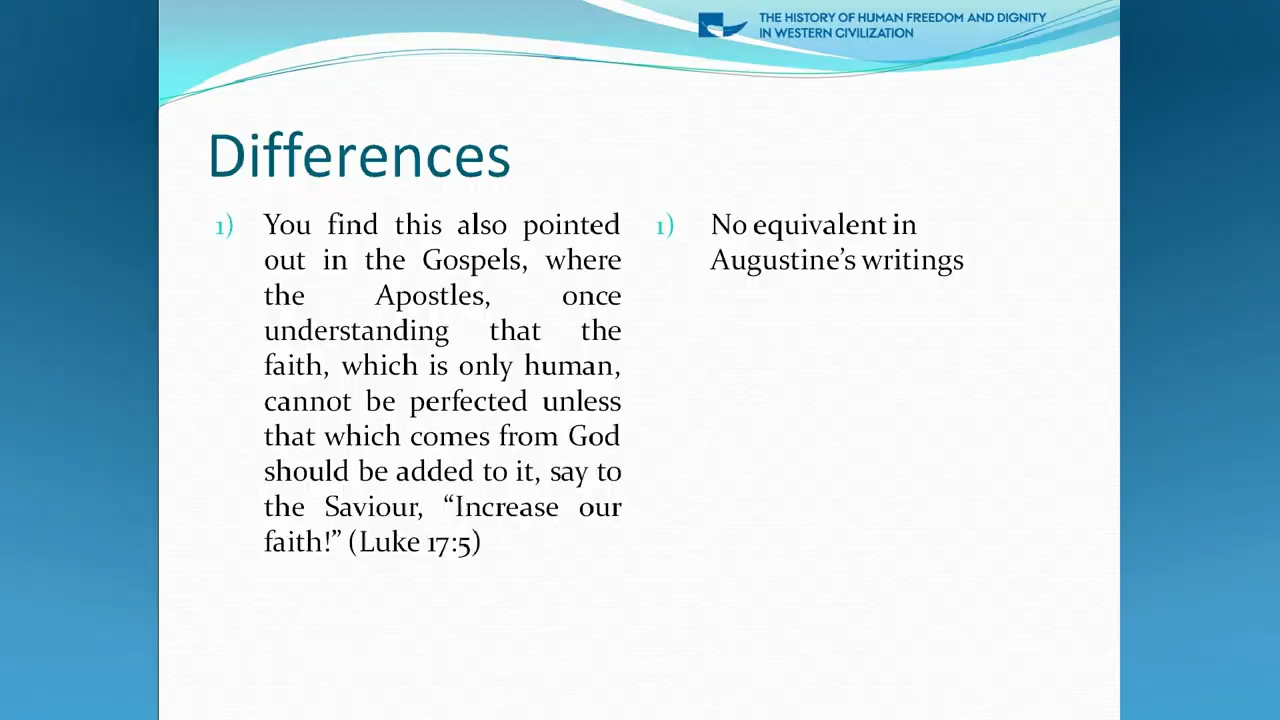 THE HISTORY OF HUMAN FREEDOM AND DIGNITY
IN WESTERN CIVILIZATION
Differences
1) You find this also pointed
out in the Gospels, where
the Apostles, once
understanding that the
faith, which is only human,
cannot be perfected unless
that which comes from God
should be added to it, say to
the Saviour, “Increase our
faith!” (Luke 17:5)
1) No equivalent in
Augustine’s writings